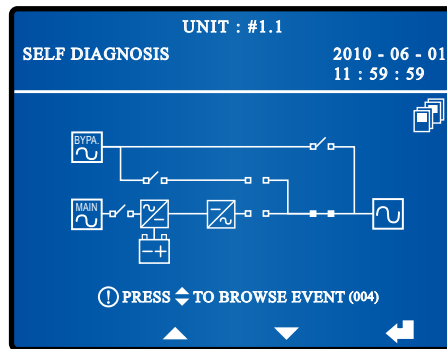 UNIT : #1.1
SELF DIAGNOSIS
2010 - 06 - 01
11 : 59 : 59
BYPA.
MAIN
! PRESS TO BROWSE EVENT (004)